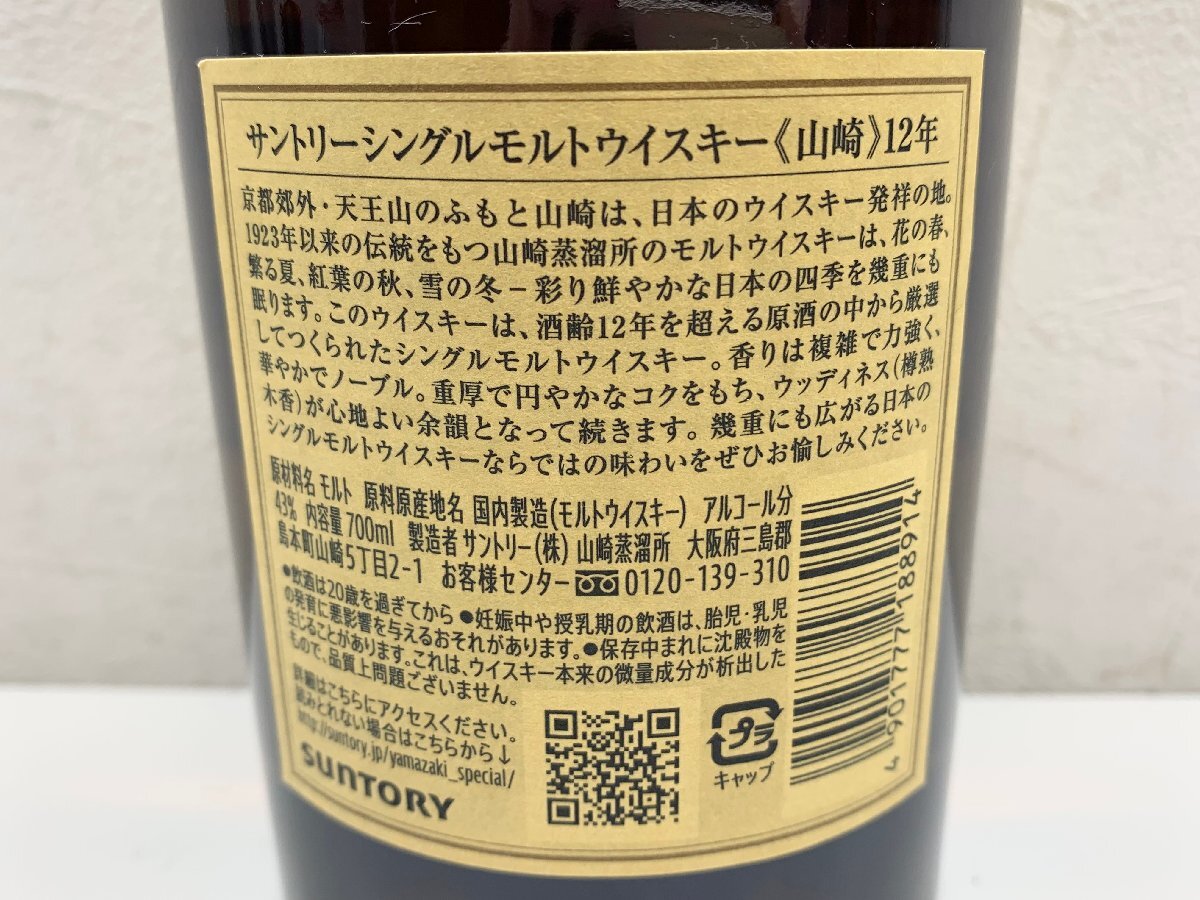 サントリーシングルモルトウイスキー《山崎》12年
京都郊外・天王山のふもと山崎は、日本のウイスキー発祥の地。
1923年以来の伝統をもつ山崎蒸溜所のモルトウイスキーは、花の春、
繁る夏、紅葉の秋、雪の冬－彩り鮮やかな日本の四季を幾重にも
眠ります。このウイスキーは、酒齢12年を超える原酒の中から厳選
してつくられたシングルモルトウイスキー。香りは複雑で力強く、
華やかでノーブル。重厚で円やかなコクをもち、ウッディネス(樽熟
木香)が心地よい余韻となって続きます。幾重にも広がる日本の
シングルモルトウイスキーならではの味わいをぜひお愉しみください。
原材料名 モルト 原料原産地名 国内製造(モルトウイスキー) アルコール分
43% 内容量700ml 製造者 サントリー(株) 山崎蒸溜所 大阪府三島郡
島本町山崎5丁目2-1 お客様センター 0120-139-310
●飲酒は20歳を過ぎてから ●妊娠中や授乳期の飲酒は、胎児・乳児
の発育に悪影響を与えるおそれがあります。●保存中まれに沈殿物を
生じることがあります。これは、ウイスキー本来の微量成分が析出した
もので、品質上問題ございません。
詳細はこちらにアクセスください。
読みとれない場合はこちらから↓
http://suntory.jp/yamazaki_special/
SUNTORY
プラ
キャップ
4 901777 188914